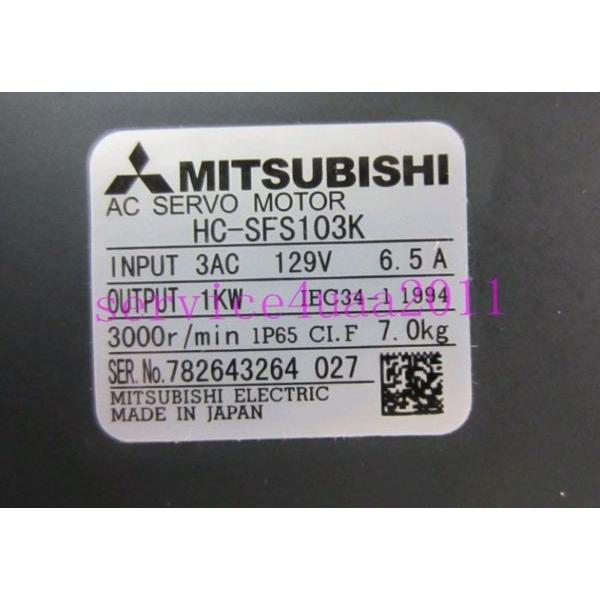 MITSUBISHI
AC SERVO MOTOR
HC-SFS103K
INPUT 3AC 129V 6.5A
OUTPUT 1KW IEC34-1 1994
service4uaa2011
3000r/min IP65 CI.F 7.0kg
SER.No.782643264 027
MITSUBISHI ELECTRIC
MADE IN JAPAN